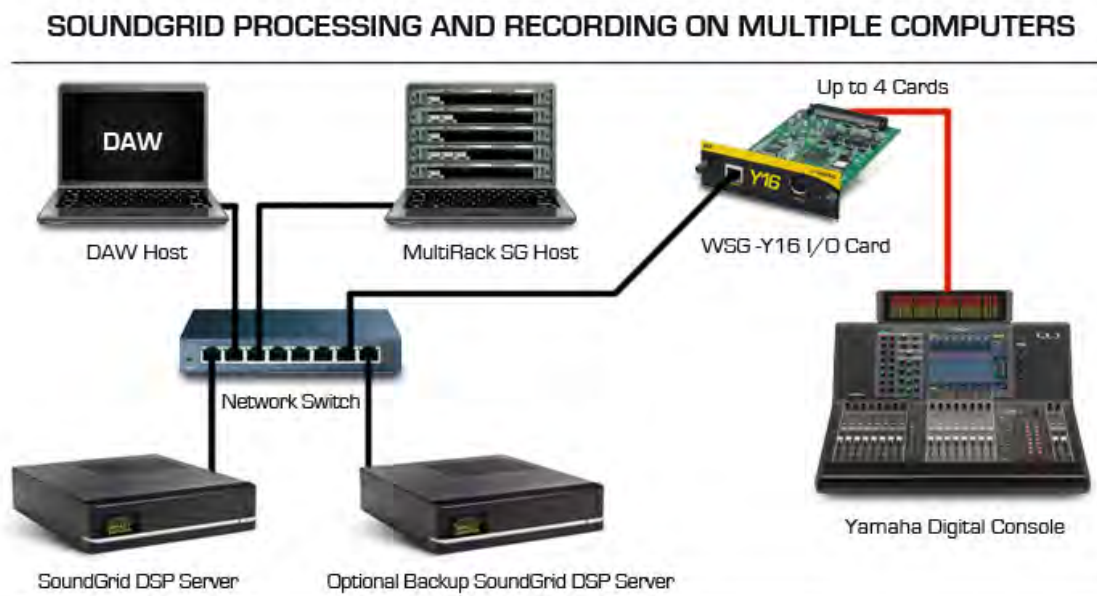 SOUNDGRID PROCESSING AND RECORDING ON MULTIPLE COMPUTERS
Up to 4 Cards
DAW
Y16
DAW Host
MultiRack SG Host
WSG -Y16 I/O Card
Network Switch
Yamaha Digital Console
SoundGrid DSP Server
Optional Backup SoundGrid DSP Server